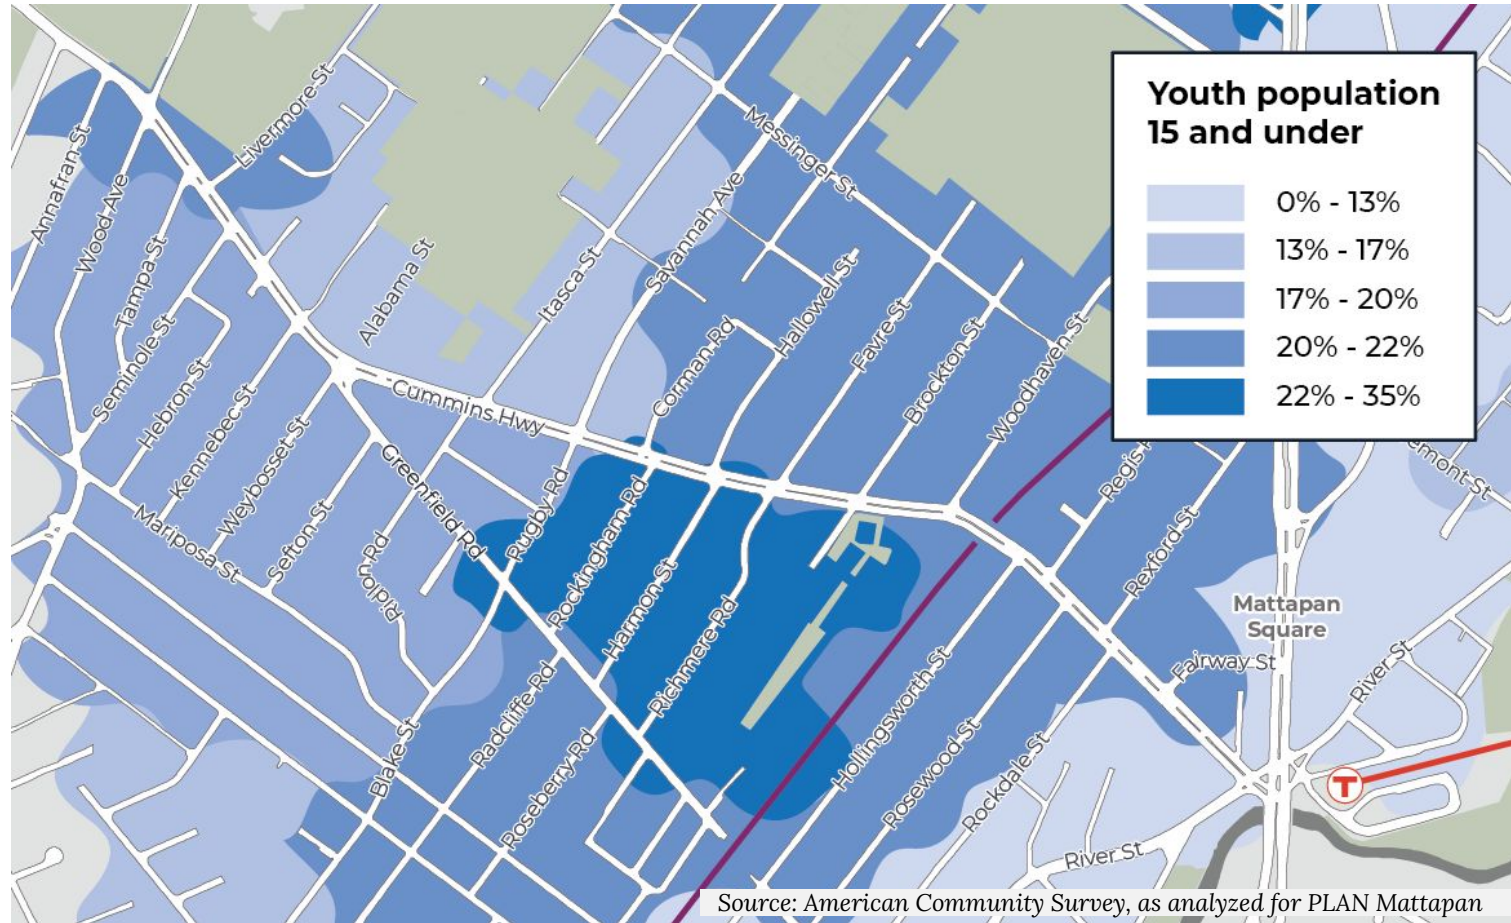 Youth population
15 and under
0% - 13%
13% - 17%
17% - 20%
20% - 22%
22% - 35%
Messinger St
Livermore St
Annafran St
Wood Ave
Tampa St
Savannah Ave
Alabama St
Itasca St
Hallowell St
Favre St
Corman Rd
Brockton St
Woodhaven St
Seminole St
Hebron St
Kennebec St
Weybosset St
Cummins Hwy
Greenfield Rd
Rugby Rd
Rockingham Rd
Regis
emont St
Mariposa St
Sefton St
Ridlon Rd
Harmon St
Richmere Rd
Rexford St
Mattapan
Square
Fairway St
River St
Hollingsworth St
Radcliffe Rd
Blake St
Roseberry Rd
Rosewood St
Rockdale St
T
River St
Source: American Community Survey, as analyzed for PLAN Mattapan